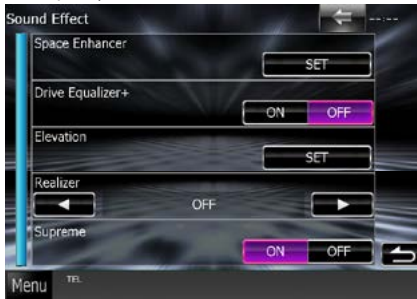 Sound Effect --:--
Space Enhancer
SET
Drive Equalizer+
ON OFF
Elevation
SET
Realizer
OFF
Supreme
ON OFF
Menu TEL